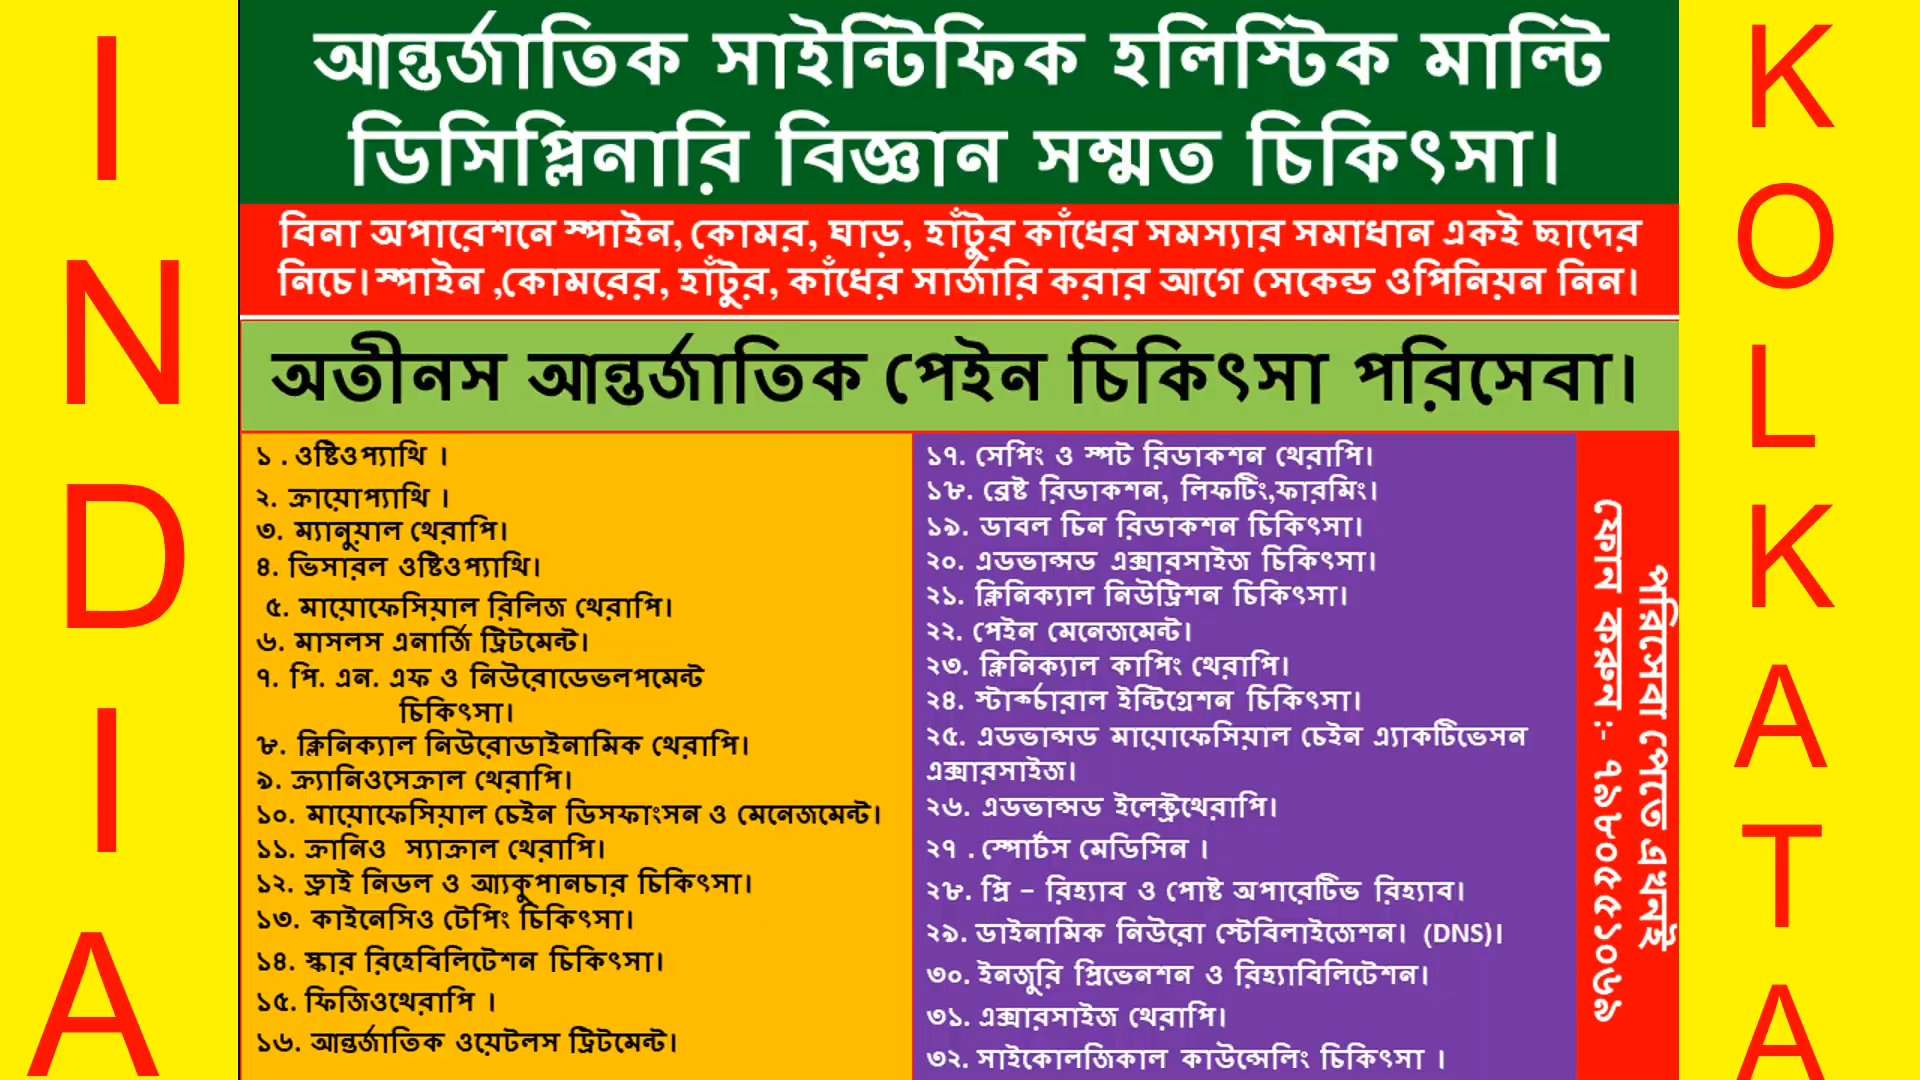 INDIA
আন্তর্জাতিক সাইন্টিফিক হলিস্টিক মাল্টি
ডিসিপ্লিনারি বিজ্ঞান সম্মত চিকিৎসা।
বিনা অপারেশনে স্পাইন, কোমর, ঘাড়, হাঁটুর কাঁধের সমস্যার সমাধান একই ছাদের
নিচে। স্পাইন ,কোমরের, হাঁটুর, কাঁধের সার্জারি করার আগে সেকেন্ড ওপিনিয়ন নিন।
অতীনস আন্তর্জাতিক পেইন চিকিৎসা পরিসেবা।
১ . ওষ্টিওপ্যাথি ।
২. ক্রায়োপ্যাথি ।
৩. ম্যানুয়াল থেরাপি।
৪. ভিসারল ওষ্টিওপ্যাথি।
৫. মায়োফেসিয়াল রিলিজ থেরাপি।
৬. মাসলস এনার্জি ট্রিটমেন্ট।
৭. পি. এন. এফ ও নিউরোডেভলপমেন্ট
চিকিৎসা।
৮. ক্লিনিক্যাল নিউরোডাইনামিক থেরাপি।
৯. ক্র্যানিওসেক্রাল থেরাপি।
১০. মায়োফেসিয়াল চেইন ডিসফাংসন ও মেনেজমেন্ট।
১১. ক্রানিও স্যাক্রাল থেরাপি।
১২. ড্রাই নিডল ও আ্যকুপানচার চিকিৎসা।
১৩. কাইনেসিও টেপিং চিকিৎসা।
১৪. স্কার রিহেবিলিটেশন চিকিৎসা।
১৫. ফিজিওথেরাপি ।
১৬. আন্তর্জাতিক ওয়েটলস ট্রিটমেন্ট।
১৭. সেপিং ও স্পট রিডাকশন থেরাপি।
১৮. ব্রেষ্ট রিডাকশন, লিফটিং,ফারমিং।
১৯. ডাবল চিন রিডাকশন চিকিৎসা।
২০. এডভান্সড এক্সারসাইজ চিকিৎসা।
২১. ক্লিনিক্যাল নিউট্রিশন চিকিৎসা।
২২. পেইন মেনেজমেন্ট।
২৩. ক্লিনিক্যাল কাপিং থেরাপি।
২৪. স্টার্কচারাল ইন্টিগ্রেশন চিকিৎসা।
২৫. এডভান্সড মায়োফেসিয়াল চেইন এ্যাকটিভেসন
এক্সারসাইজ।
২৬. এডভান্সড ইলেক্ট্রথেরাপি।
২৭ . স্পোর্টস মেডিসিন ।
২৮. প্রি – রিহ্যাব ও পোষ্ট অপারেটিভ রিহ্যাব।
২৯. ডাইনামিক নিউরো স্টেবিলাইজেশন। (DNS)।
৩০. ইনজুরি প্রিভেনশন ও রিহ্যাবিলিটেশন।
৩১. এক্সারসাইজ থেরাপি।
৩২. সাইকোলজিকাল কাউন্সেলিং চিকিৎসা ।
পরিসেবা পেতে এখনই
ফোন করুন :- ৭৯৮০৫৫১০৬৯
KOLKATA